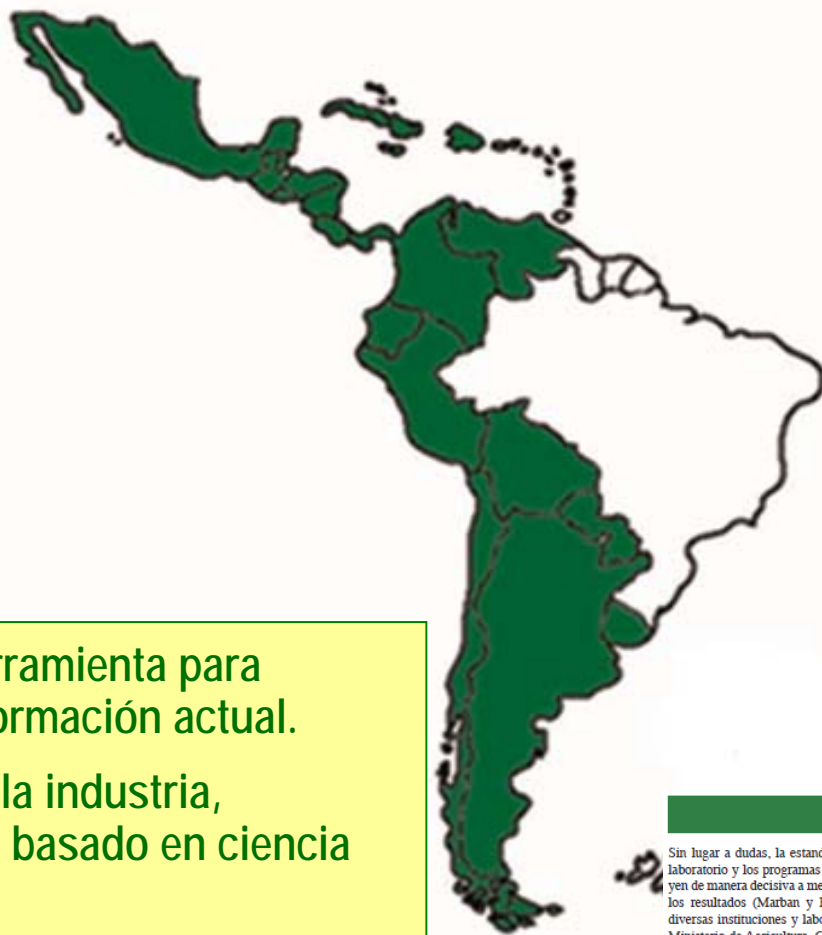 rramienta para
ormación actual.
la industria,
basado en ciencia
Sin lugar a dudas, la estand
laboratorio y los programas
yen de manera decisiva a me
los resultados (Marban y
diversas instituciones y labo